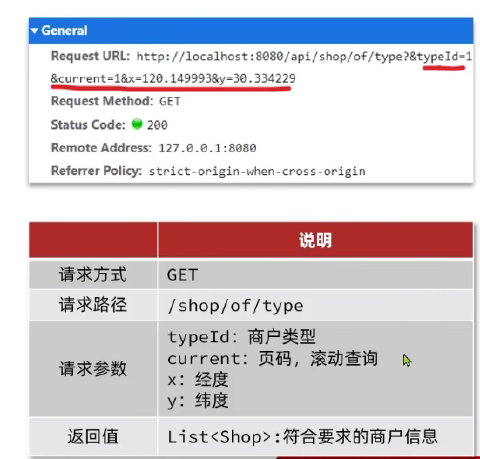 General
Request URL: http://localhost:8080/api/shop/of/type?&typeId=1
&current=1&x=120.149993&y=30.334229
Request Method: GET
Status Code: 200
Remote Address: 127.0.0.1:8080
Referrer Policy: strict-origin-when-cross-origin
说明
请求方式 GET
请求路径 /shop/of/type
请求参数
typeId: 商户类型
current: 页码，滚动查询
x: 经度
y: 纬度
返回值 List<Shop>:符合要求的商户信息